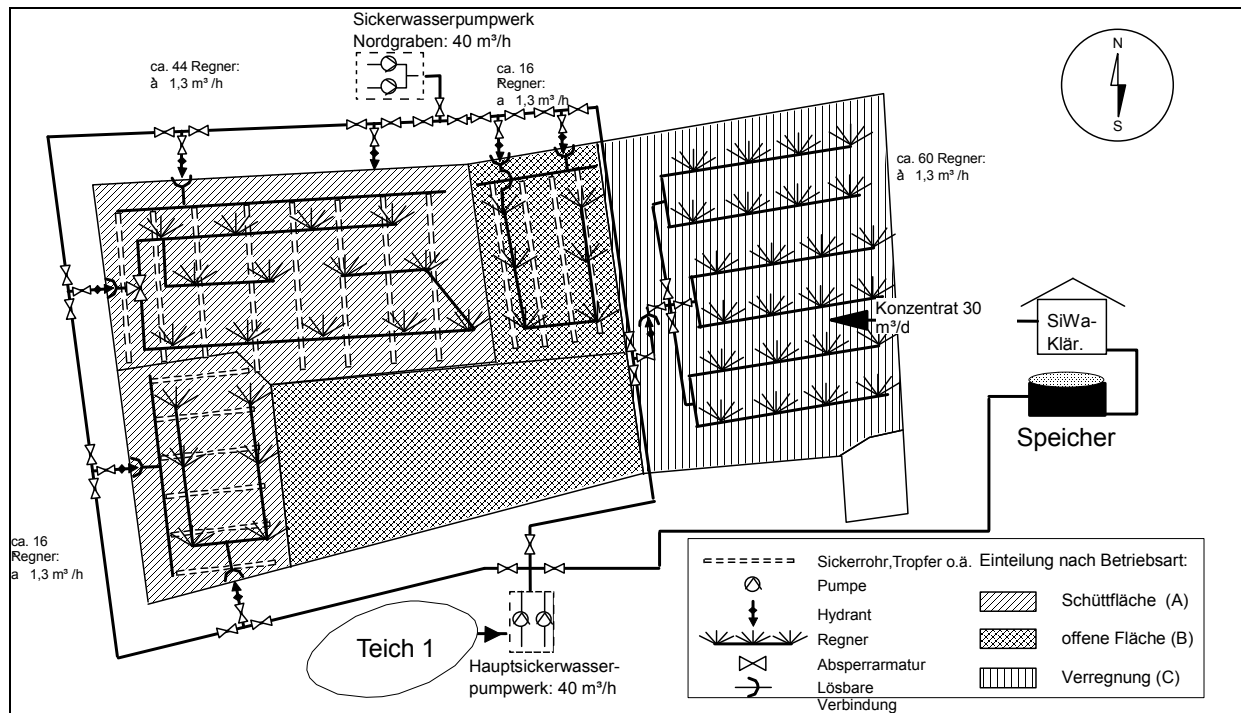 Sickerwasserpumpwerk
Nordgraben: 40 m³/h
ca. 44 Regner:
à 1,3 m³ /h
ca. 16
Regner:
a 1,3 m³ /h
N
S
ca. 60 Regner:
à 1,3 m³ /h
Konzentrat 30
m³/d
SiWa-
Klär.
Speicher
ca. 16
Regner:
a 1,3 m³ /h
Teich 1
Hauptsickerwasser-
pumpwerk: 40 m³/h
Sickerrohr,Tropfer o.ä.
Pumpe
Hydrant
Regner
Absperrarmatur
Lösbare
Verbindung
Einteilung nach Betriebsart:
Schüttfläche (A)
offene Fläche (B)
Verregnung (C)